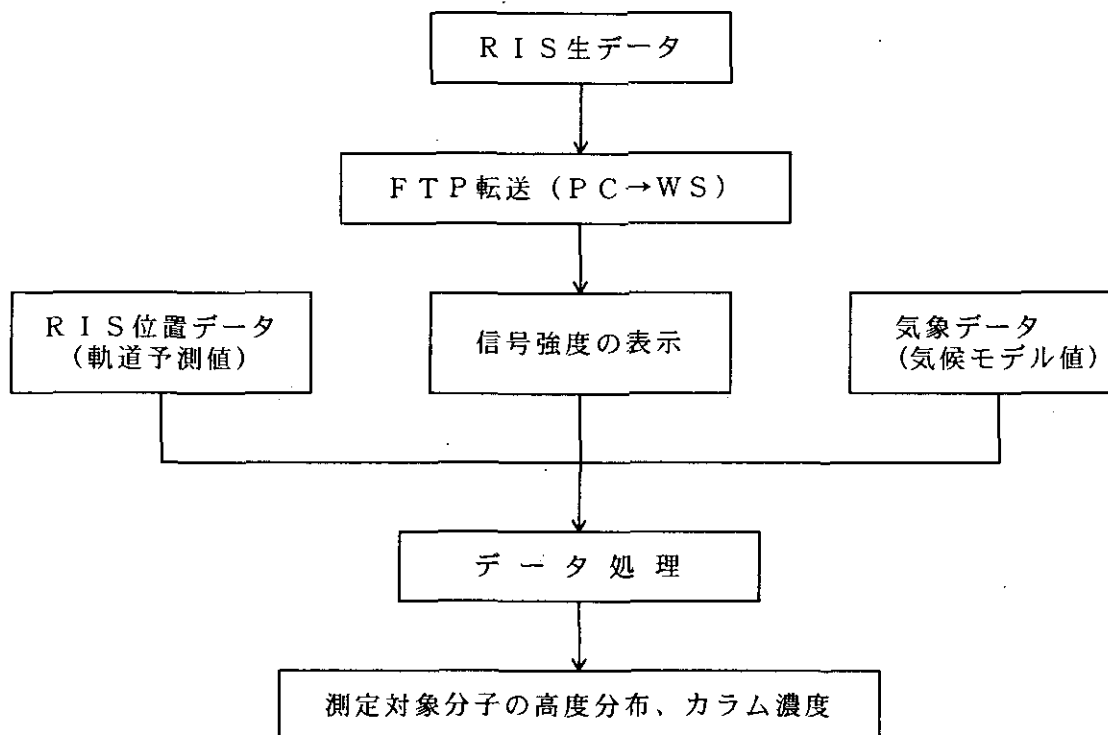 ＲＩＳ生データ
ＦＴＰ転送（ＰＣ→ＷＳ）
ＲＩＳ位置データ
（軌道予測値）
信号強度の表示
気象データ
（気候モデル値）
データ処理
測定対象分子の高度分布、カラム濃度